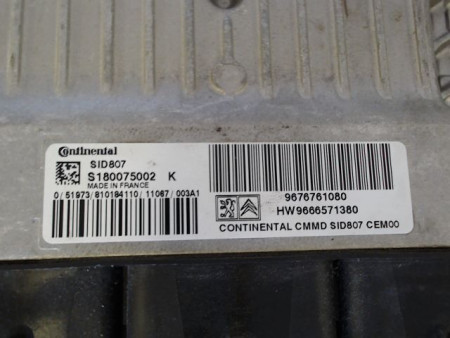 Continental
SID807
S180075002 K
MADE IN FRANCE
0/51973/810184110/11067/003A1
9676761080
HW9666571380
CONTINENTAL CMMD SID807 CEM00